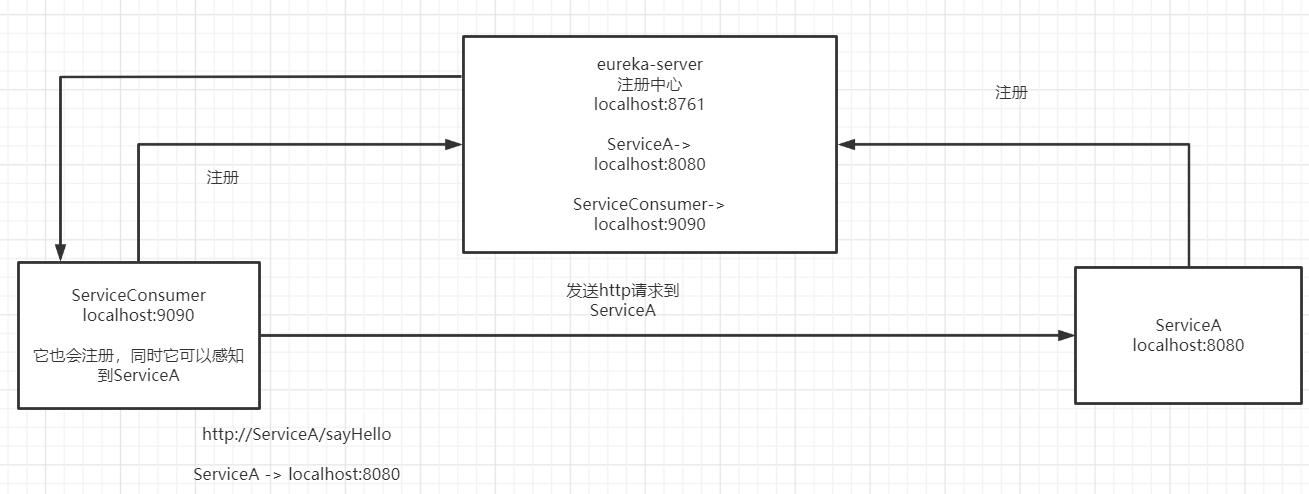 eureka-server
注册中心
localhost:8761
ServiceA->
localhost:8080
ServiceConsumer->
localhost:9090
注册
注册
ServiceConsumer
localhost:9090
它也会注册，同时它可以感知
到ServiceA
发送http请求到
ServiceA
ServiceA
localhost:8080
http://ServiceA/sayHello
ServiceA -> localhost:8080